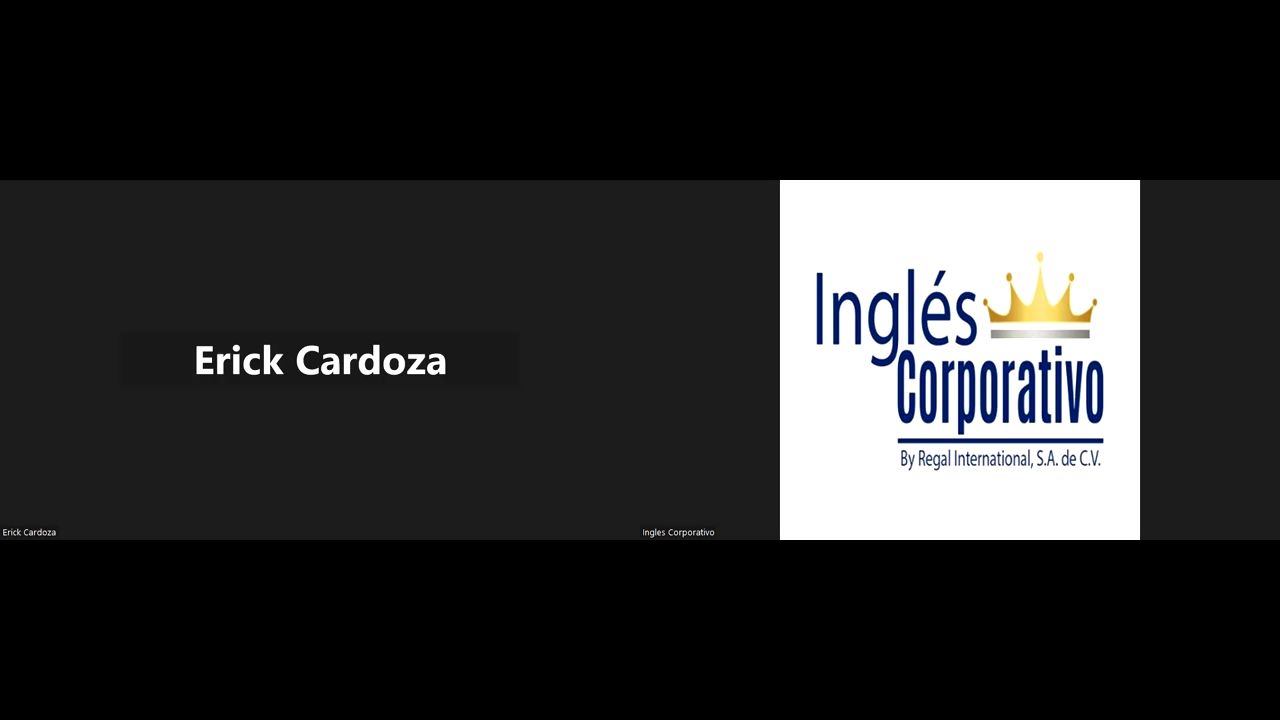 Erick Cardoza
Erick Cardoza
Inglés
Corporativo
By Regal International, S.A. de C.V.
Ingles Corporativo